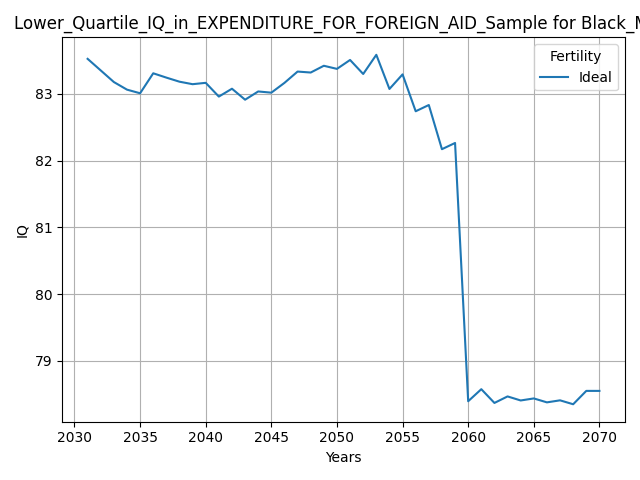 Lower_Quartile_IQ_in_EXPENDITURE_FOR_FOREIGN_AID_Sample for Black_M
Fertility
Ideal
83
82
81
80
79
IQ
2030 2035 2040 2045 2050 2055 2060 2065 2070
Years